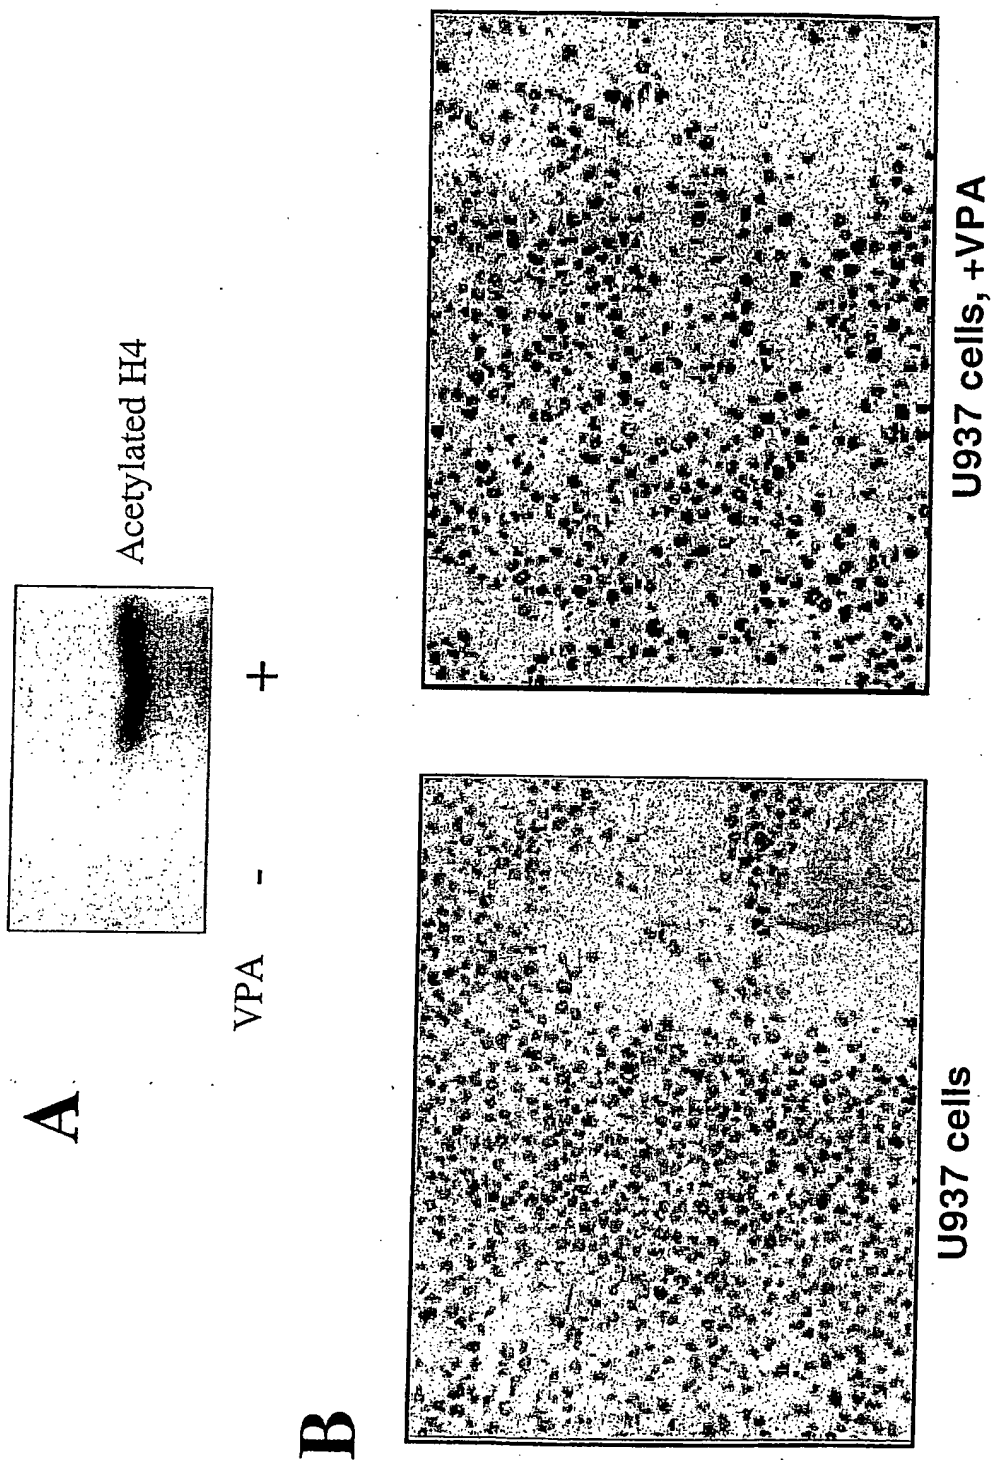 A
Acetylated H4
VPA - +
B
U937 cells
U937 cells, +VPA